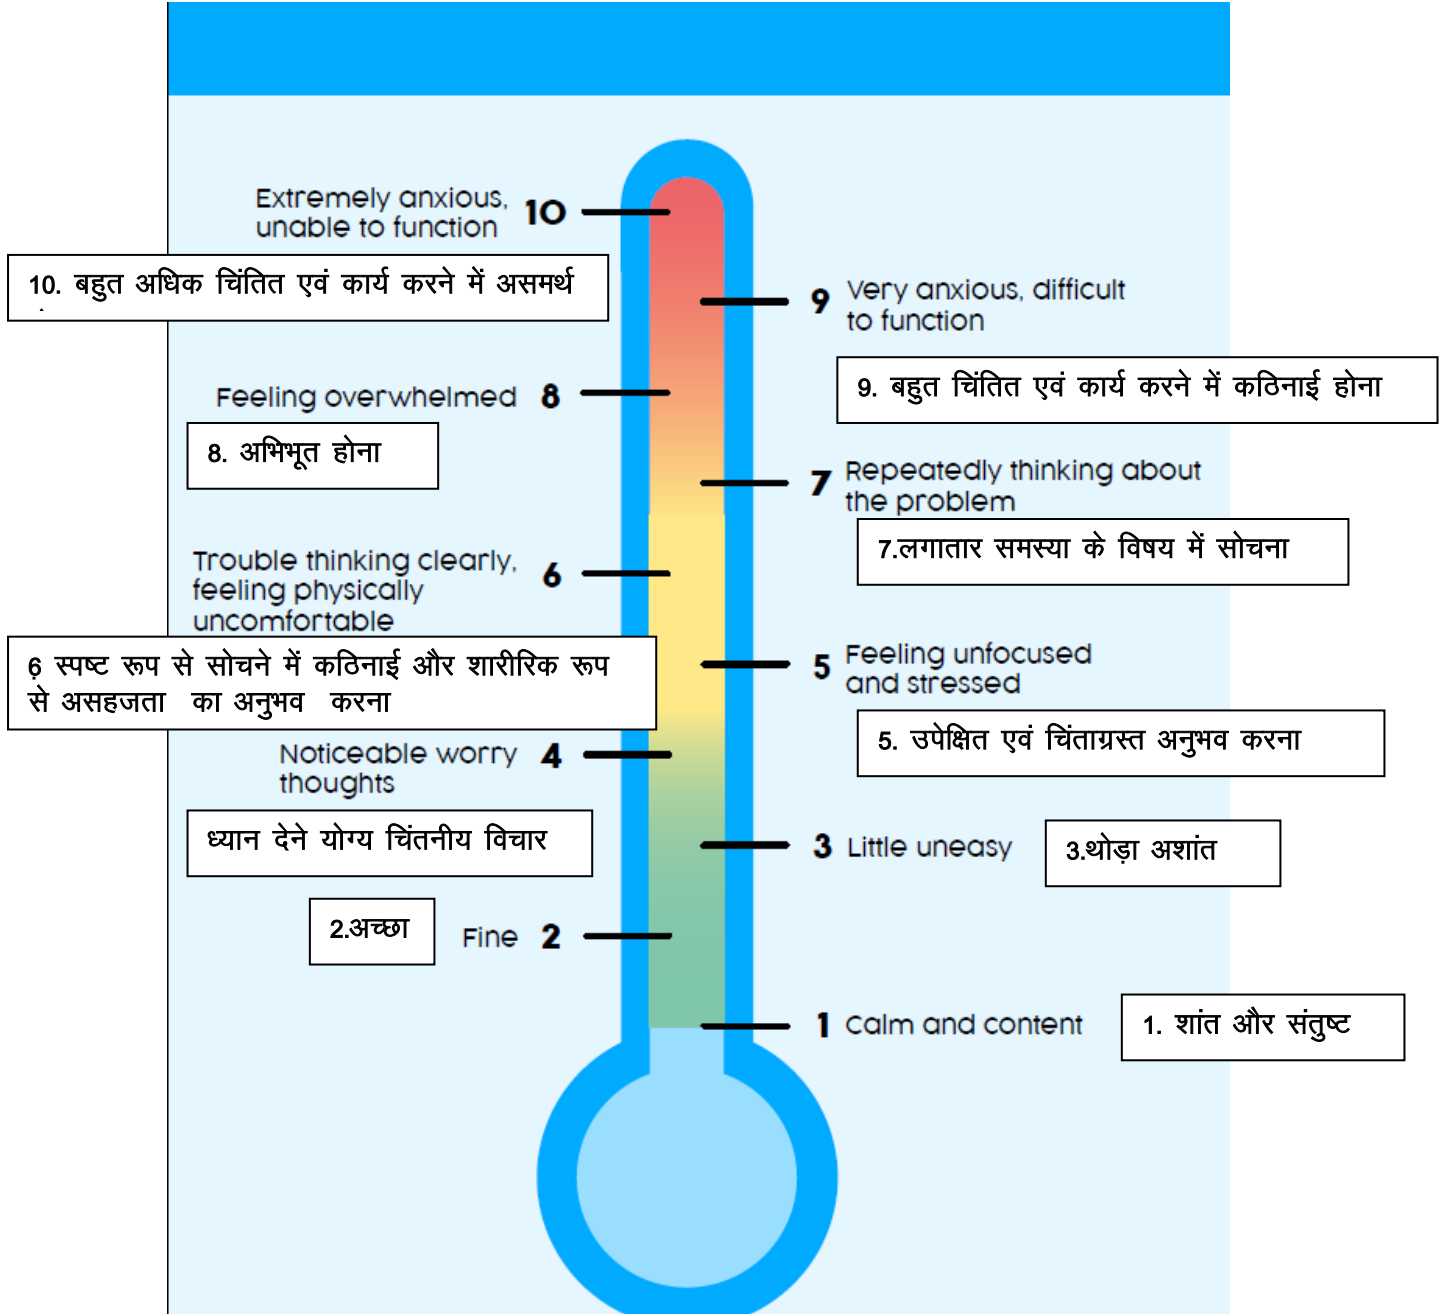 Extremely anxious,
unable to function
10
10. बहुत अधिक चिंतित एवं कार्य करने में असमर्थ
9
Very anxious, difficult
to function
9. बहुत चिंतित एवं कार्य करने में कठिनाई होना
Feeling overwhelmed 8
8. अभिभूत होना
7
Repeatedly thinking about
the problem
7.लगातार समस्या के विषय में सोचना
Trouble thinking clearly,
feeling physically
uncomfortable
6
6़ स्पष्ट रूप से सोचने में कठिनाई और शारीरिक रूप
से असहजता का अनुभव करना
5
Feeling unfocused
and stressed
5. उपेक्षित एवं चिंताग्रस्त अनुभव करना
Noticeable worry 4
thoughts
ध्यान देने योग्य चिंतनीय विचार
3 Little uneasy
3.थोड़ा अशांत
2.अच्छा
Fine 2
1 Calm and content
1. शांत और संतुष्ट